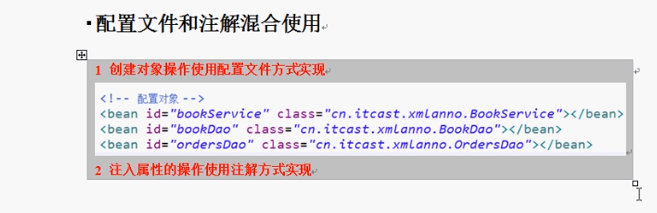 配置文件和注解混合使用
1 创建对象操作使用配置文件方式实现
<!-- 配置对象 -->
<bean id="bookService" class="cn.itcast.xmlanno.BookService"></bean>
<bean id="bookDao" class="cn.itcast.xmlanno.BookDao"></bean>
<bean id="ordersDao" class="cn.itcast.xmlanno.OrdersDao"></bean>
2 注入属性的操作使用注解方式实现